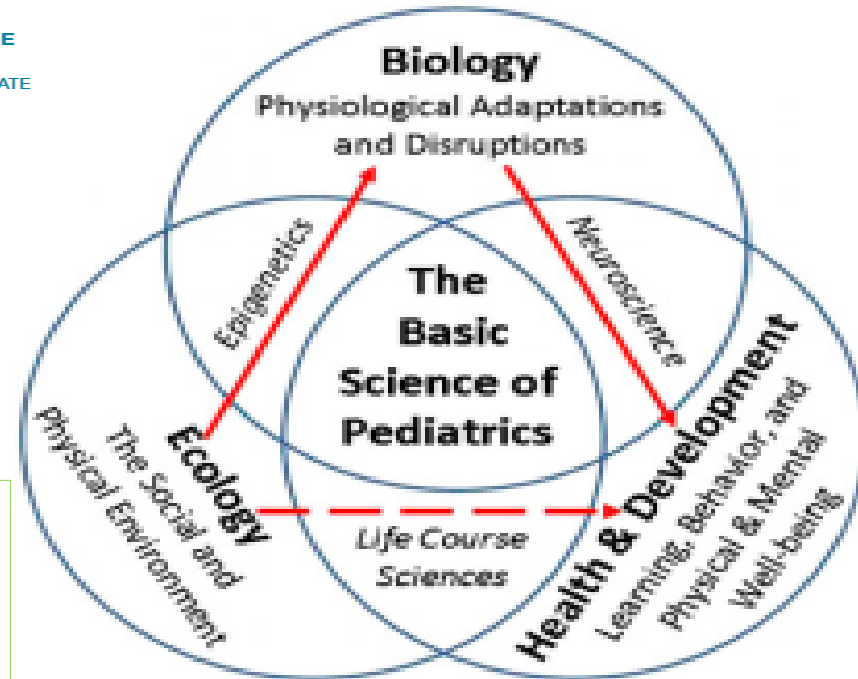 E
ATE
Biology
Physiological Adaptations
and Disruptions
Epigenetics
Neuroscience
The
Basic
Science of
Pediatrics
Ecology
The Social and
Physical Environment
Life Course
Sciences
Health & Development
Learning, Behavior, and
Physical & Mental
Well-being